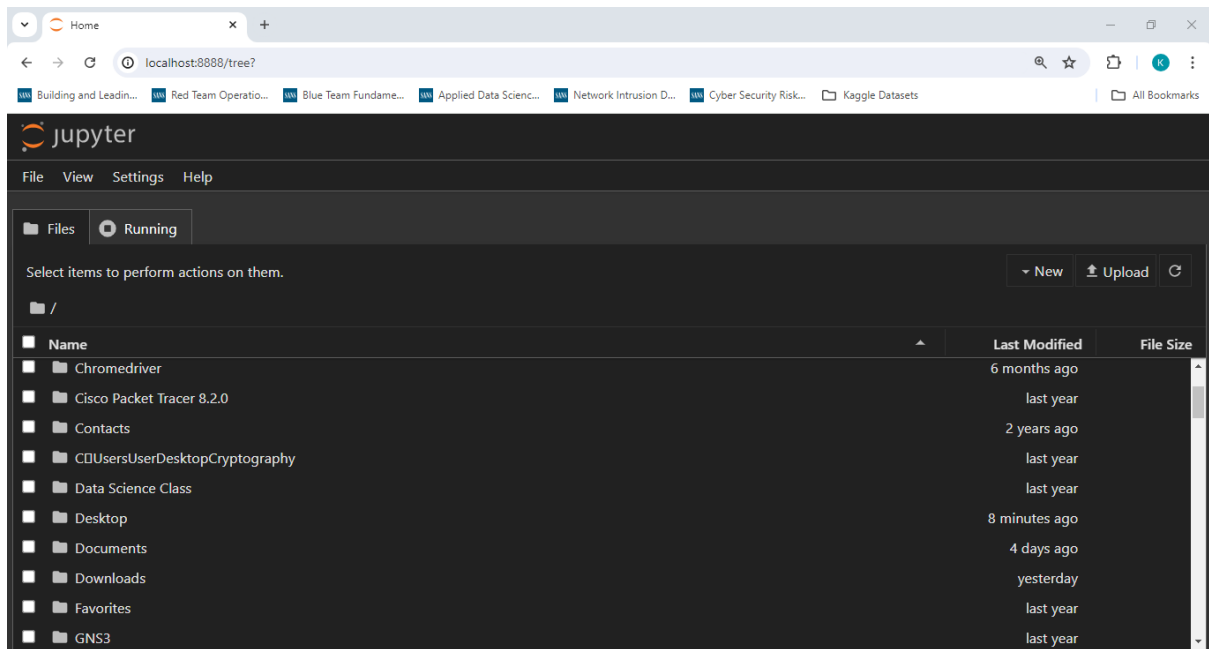 Home
localhost:8888/tree?
K
Building and Leadin... Red Team Operatio... Blue Team Fundame... Applied Data Scienc... Network Intrusion D... Cyber Security Risk... Kaggle Datasets All Bookmarks
jupyter
File View Settings Help
Files Running
Select items to perform actions on them. New Upload
/
Name Last Modified File Size
Chromedriver 6 months ago
Cisco Packet Tracer 8.2.0 last year
Contacts 2 years ago
C▯UsersUserDesktopCryptography last year
Data Science Class last year
Desktop 8 minutes ago
Documents 4 days ago
Downloads yesterday
Favorites last year
GNS3 last year